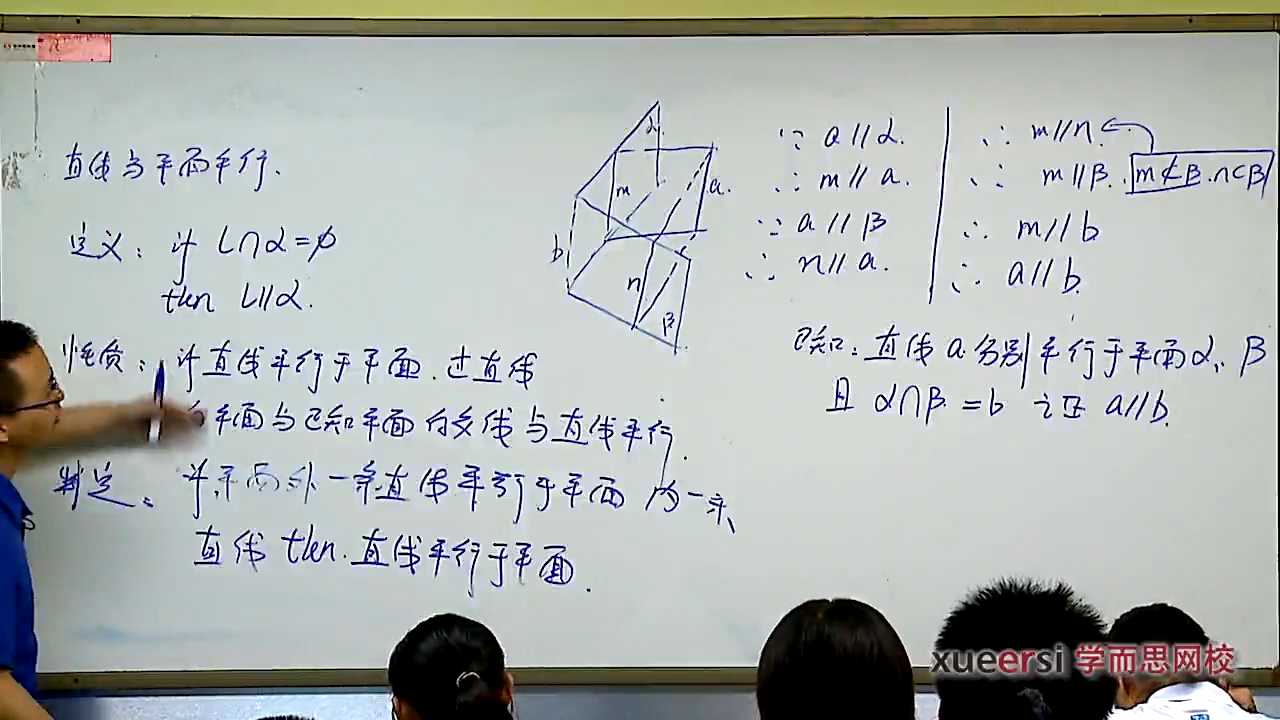 直线与平面平行.
定义: if l∩α=φ
then l∥α.
性质: if 直线平行于平面.过直线
平面与已知平面的交线与直线平行.
判定: if 平面外一条直线平行于平面内一条
直线 then.直线平行于平面.
α
m
a.
b
n
β
∵ a∥α.
∴ m∥a.
∵ a∥β
∴ n∥a.
∴ m∥n.
∴ m∥β. m⊄β.n⊂β
∴ m∥b
∴ a∥b.
已知: 直线a分别平行于平面α、β
且 α∩β=b 求证 a∥b.
xueersi 学而思网校